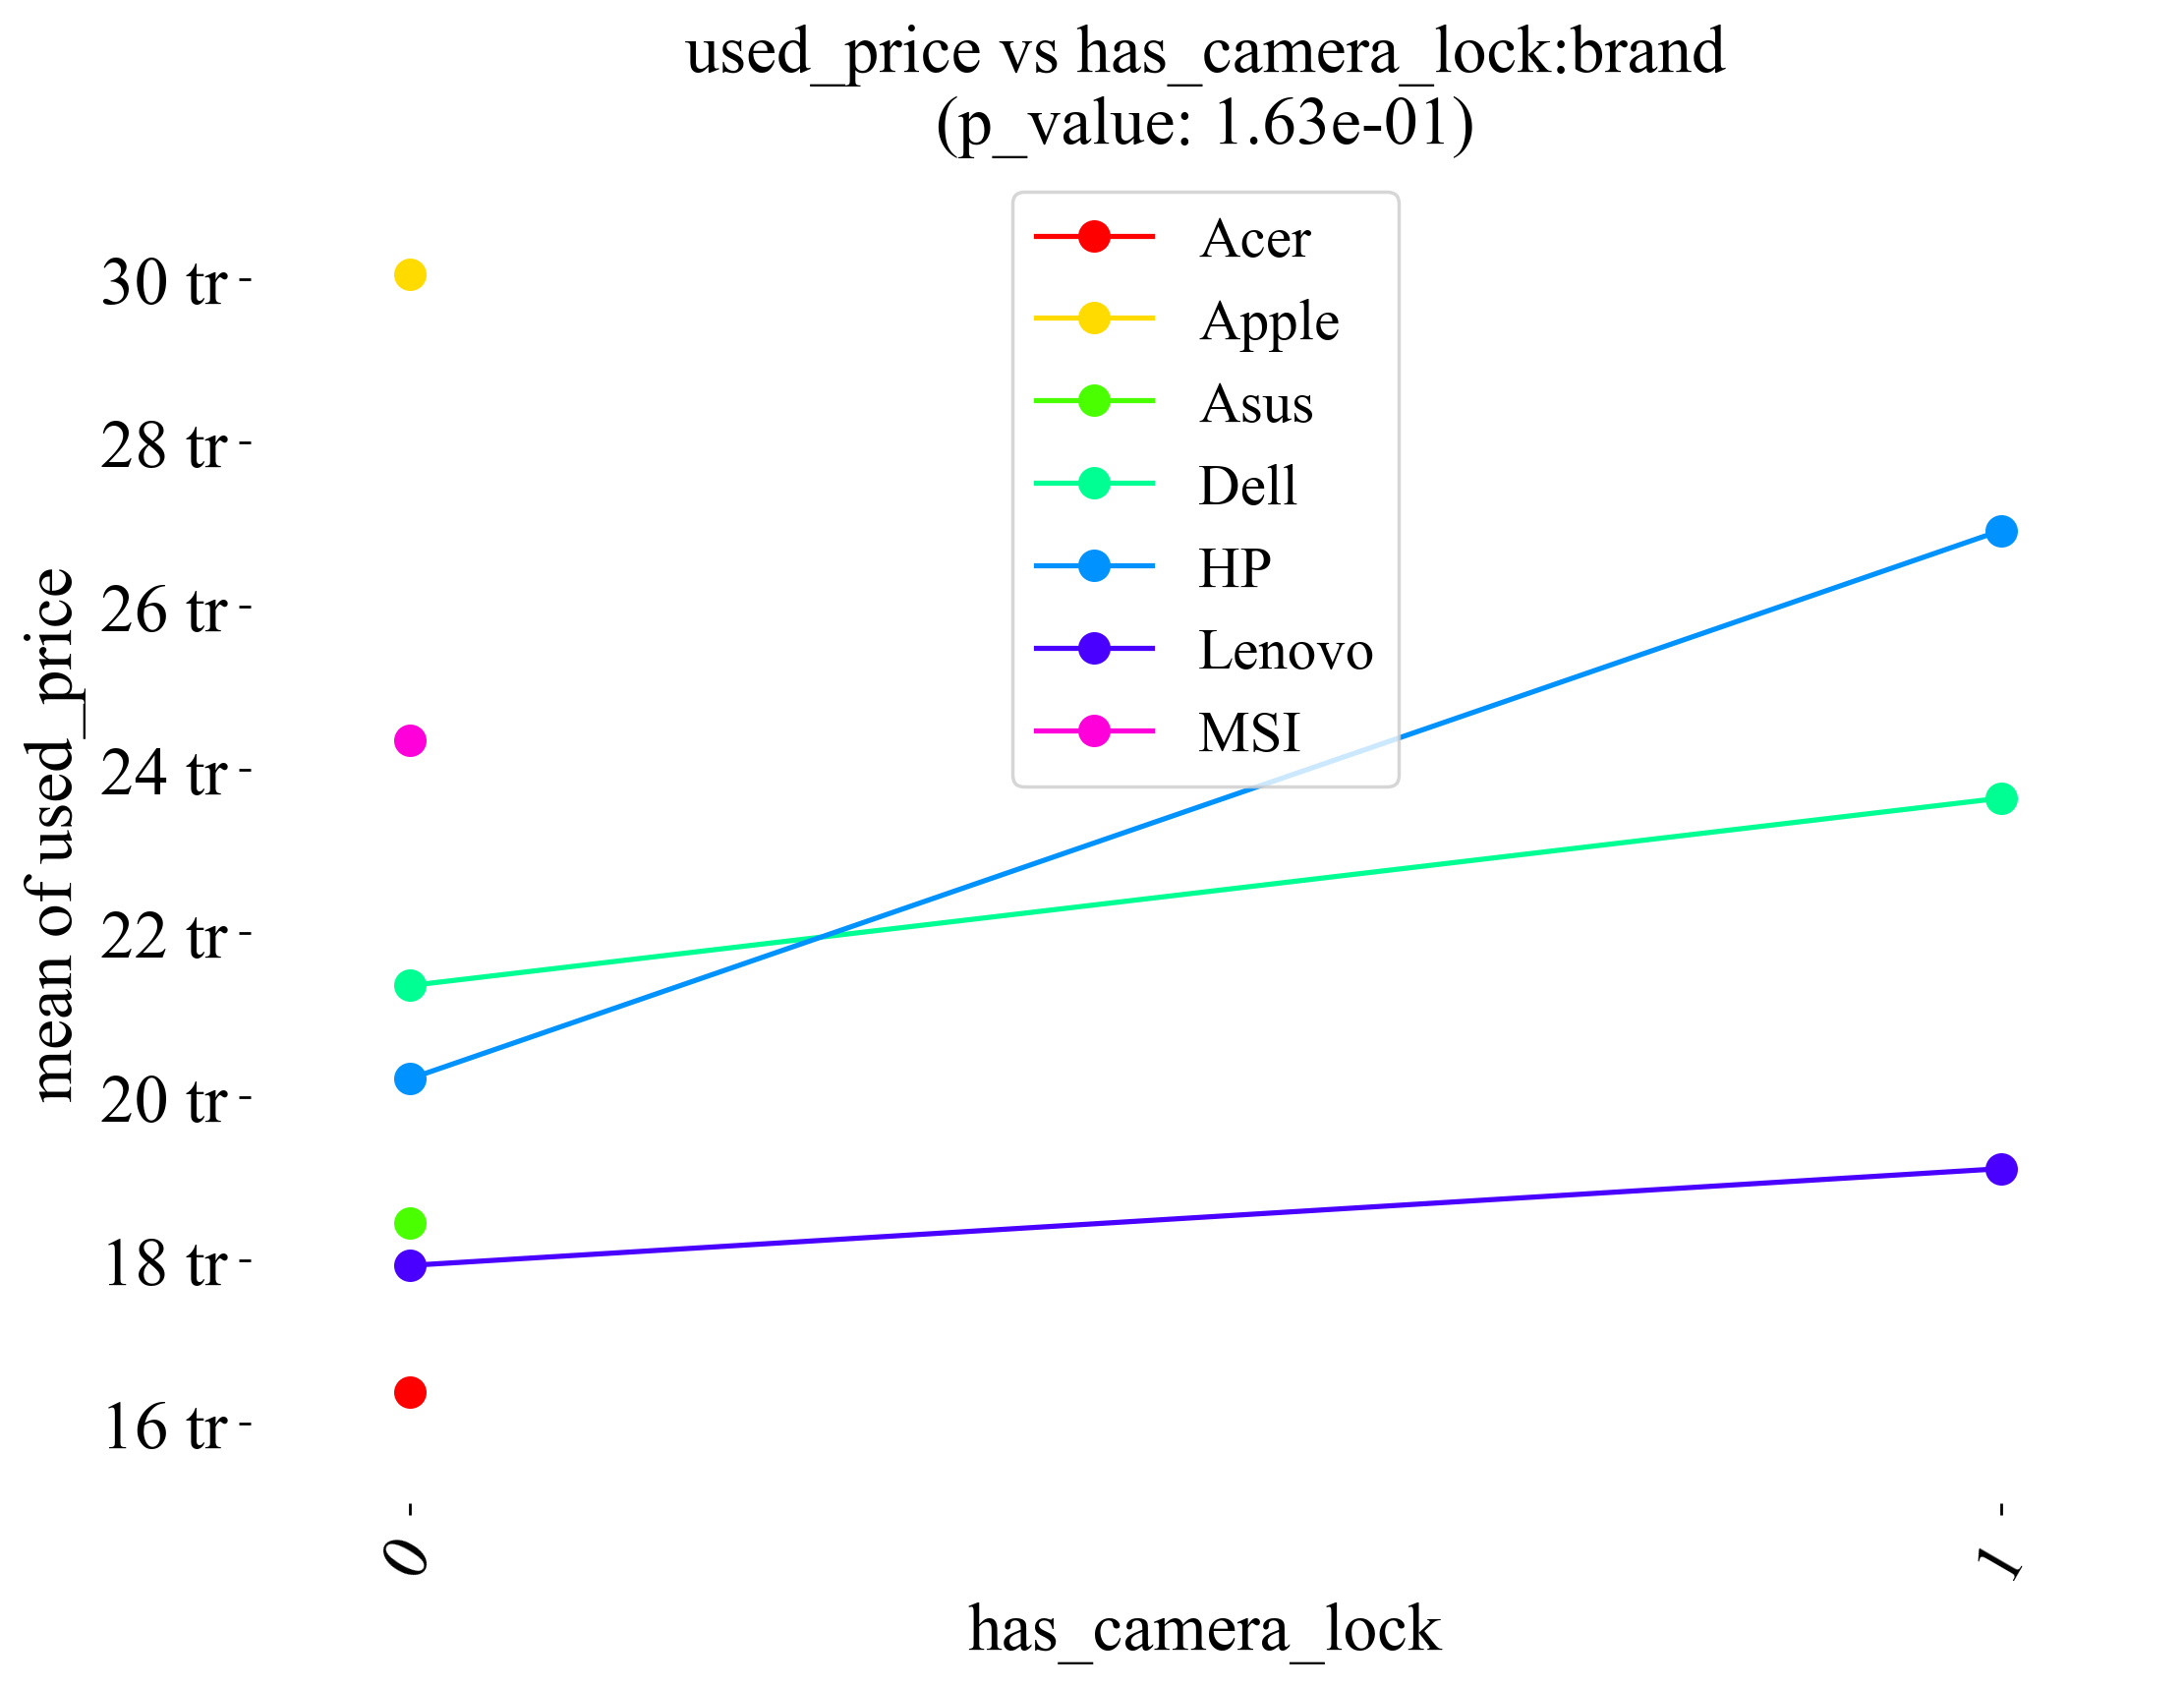 used_price vs has_camera_lock:brand
(p_value: 1.63e-01)
Acer
Apple
Asus
Dell
HP
Lenovo
MSI
mean of used_price
30 tr
28 tr
26 tr
24 tr
22 tr
20 tr
18 tr
16 tr
0
1
has_camera_lock